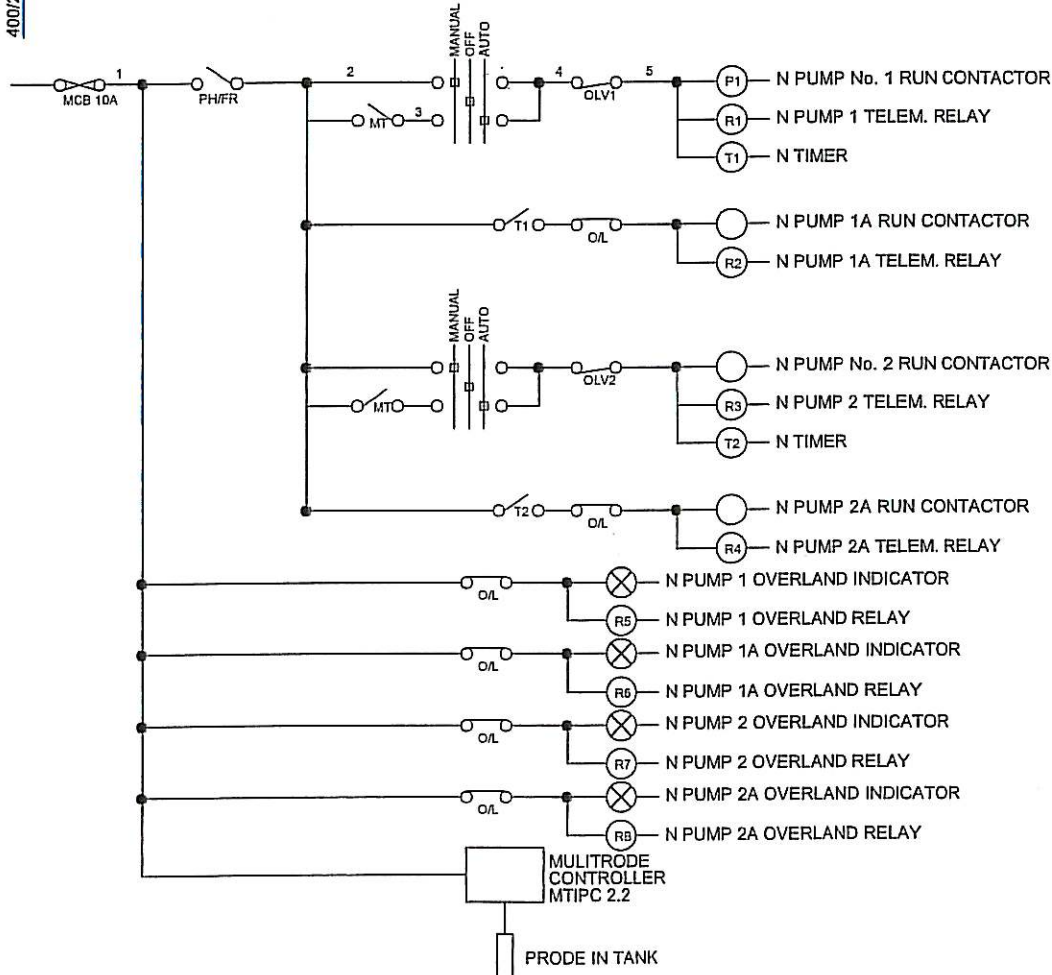 400/2
MCB 10A
1
PH/FR
2
MT 3
MANUAL
OFF
AUTO
4
OLV1
5
P1 N PUMP No. 1 RUN CONTACTOR
R1 N PUMP 1 TELEM. RELAY
T1 N TIMER
T1
O/L
N PUMP 1A RUN CONTACTOR
R2 N PUMP 1A TELEM. RELAY
MANUAL
OFF
AUTO
MT
OLV2
N PUMP No. 2 RUN CONTACTOR
R3 N PUMP 2 TELEM. RELAY
T2 N TIMER
T2
O/L
N PUMP 2A RUN CONTACTOR
R4 N PUMP 2A TELEM. RELAY
O/L
N PUMP 1 OVERLAND INDICATOR
R5 N PUMP 1 OVERLAND RELAY
O/L
N PUMP 1A OVERLAND INDICATOR
R6 N PUMP 1A OVERLAND RELAY
O/L
N PUMP 2 OVERLAND INDICATOR
R7 N PUMP 2 OVERLAND RELAY
O/L
N PUMP 2A OVERLAND INDICATOR
R8 N PUMP 2A OVERLAND RELAY
MULITRODE
CONTROLLER
MTIPC 2.2
PRODE IN TANK